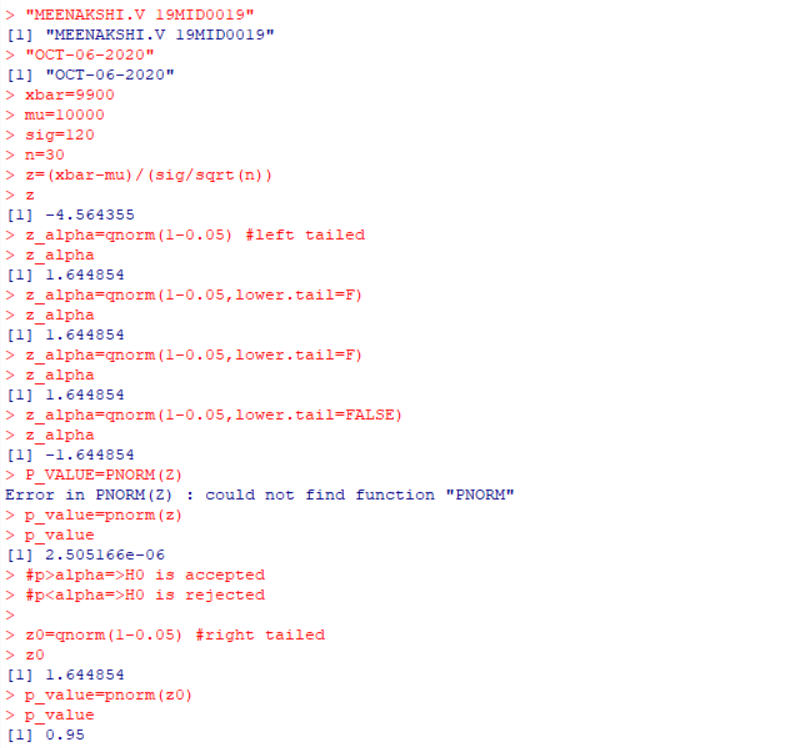 > "MEENAKSHI.V 19MID0019"
[1] "MEENAKSHI.V 19MID0019"
> "OCT-06-2020"
[1] "OCT-06-2020"
> xbar=9900
> mu=10000
> sig=120
> n=30
> z=(xbar-mu)/(sig/sqrt(n))
> z
[1] -4.564355
> z_alpha=qnorm(1-0.05) #left tailed
> z_alpha
[1] 1.644854
> z_alpha=qnorm(1-0.05,lower.tail=F)
> z_alpha
[1] 1.644854
> z_alpha=qnorm(1-0.05,lower.tail=F)
> z_alpha
[1] 1.644854
> z_alpha=qnorm(1-0.05,lower.tail=FALSE)
> z_alpha
[1] -1.644854
> P_VALUE=PNORM(Z)
Error in PNORM(Z) : could not find function "PNORM"
> p_value=pnorm(z)
> p_value
[1] 2.505166e-06
> #p>alpha=>H0 is accepted
> #p<alpha=>H0 is rejected
>
> z0=qnorm(1-0.05) #right tailed
> z0
[1] 1.644854
> p_value=pnorm(z0)
> p_value
[1] 0.95